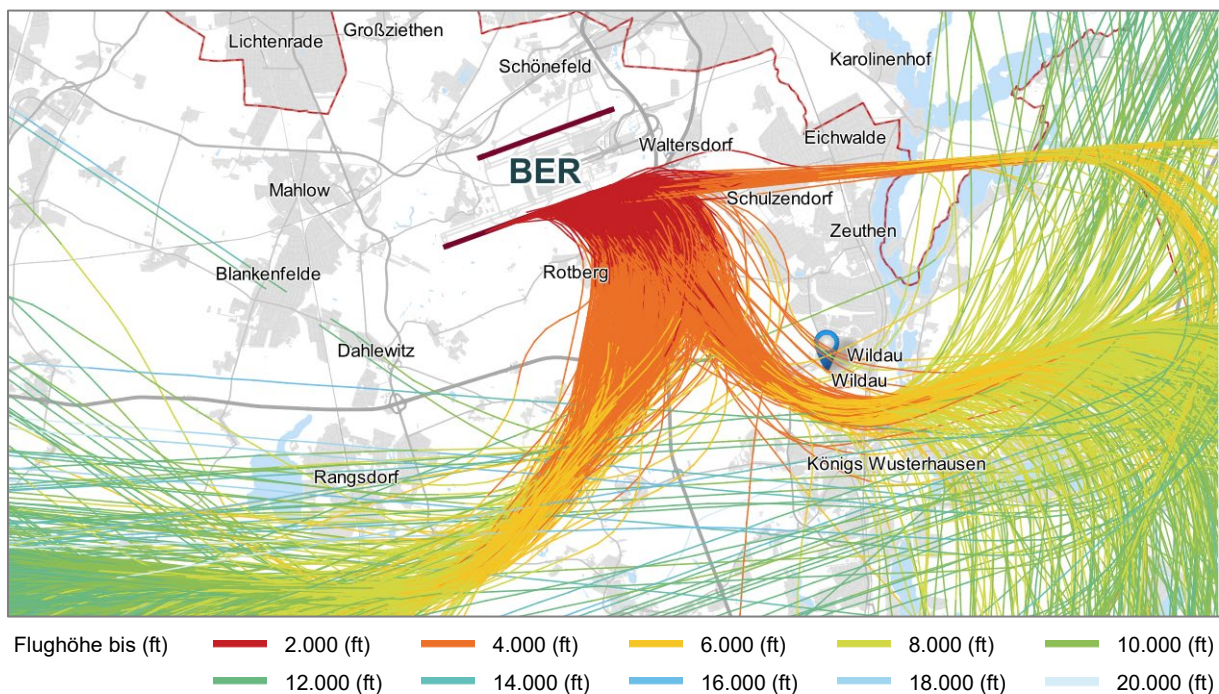 Großziethen
Lichtenrade
Karolinenhof
Schönefeld
Eichwalde
Waltersdorf
BER
Mahlow
Schulzendorf
Zeuthen
Rotberg
Blankenfelde
Dahlewitz
Wildau
Wildau
Königs Wusterhausen
Rangsdorf
Flughöhe bis (ft) 2.000 (ft) 4.000 (ft) 6.000 (ft) 8.000 (ft) 10.000 (ft)
12.000 (ft) 14.000 (ft) 16.000 (ft) 18.000 (ft) 20.000 (ft)